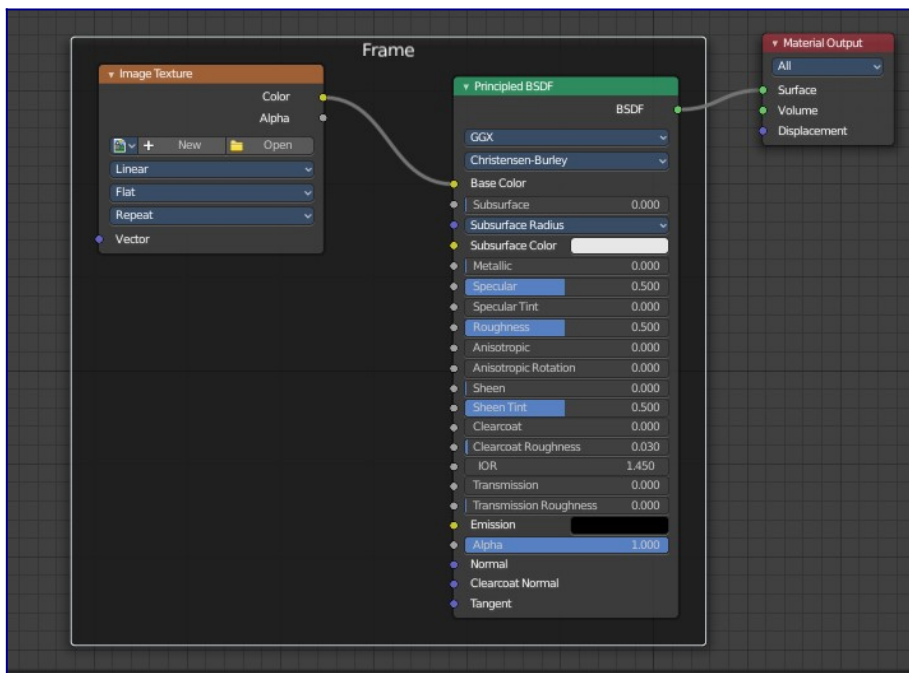 Frame
Image Texture
Color
Alpha
New Open
Linear
Flat
Repeat
Vector
Principled BSDF
BSDF
GGX
Christensen-Burley
Base Color
Subsurface 0.000
Subsurface Radius
Subsurface Color
Metallic 0.000
Specular 0.500
Specular Tint 0.000
Roughness 0.500
Anisotropic 0.000
Anisotropic Rotation 0.000
Sheen 0.000
Sheen Tint 0.500
Clearcoat 0.000
Clearcoat Roughness 0.030
IOR 1.450
Transmission 0.000
Transmission Roughness 0.000
Emission
Alpha 1.000
Normal
Clearcoat Normal
Tangent
Material Output
All
Surface
Volume
Displacement